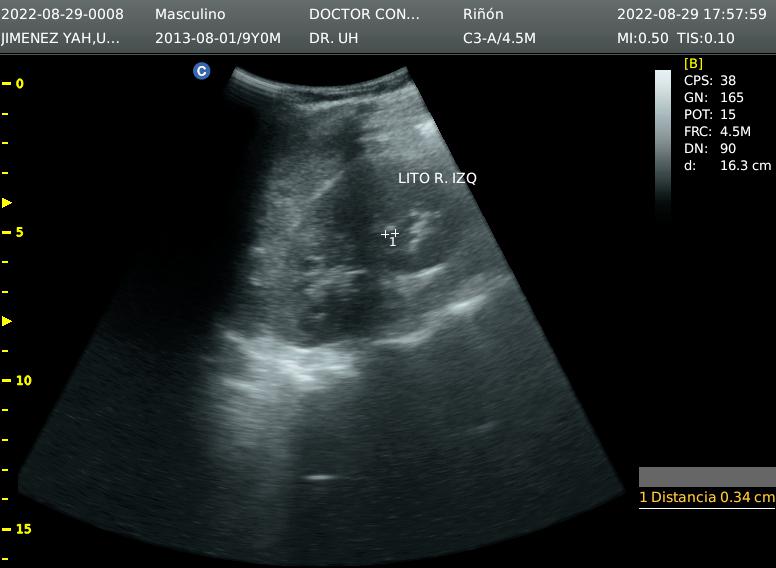 2022-08-29-0008 Masculino DOCTOR CON... Riñón 2022-08-29 17:57:59
JIMENEZ YAH,U... 2013-08-01/9Y0M DR. UH C3-A/4.5M MI:0.50 TIS:0.10
C
[B]
CPS: 38
GN: 165
POT: 15
FRC: 4.5M
DN: 90
d: 16.3 cm
0
LITO R. IZQ
5
1
10
15
1 Distancia 0.34 cm